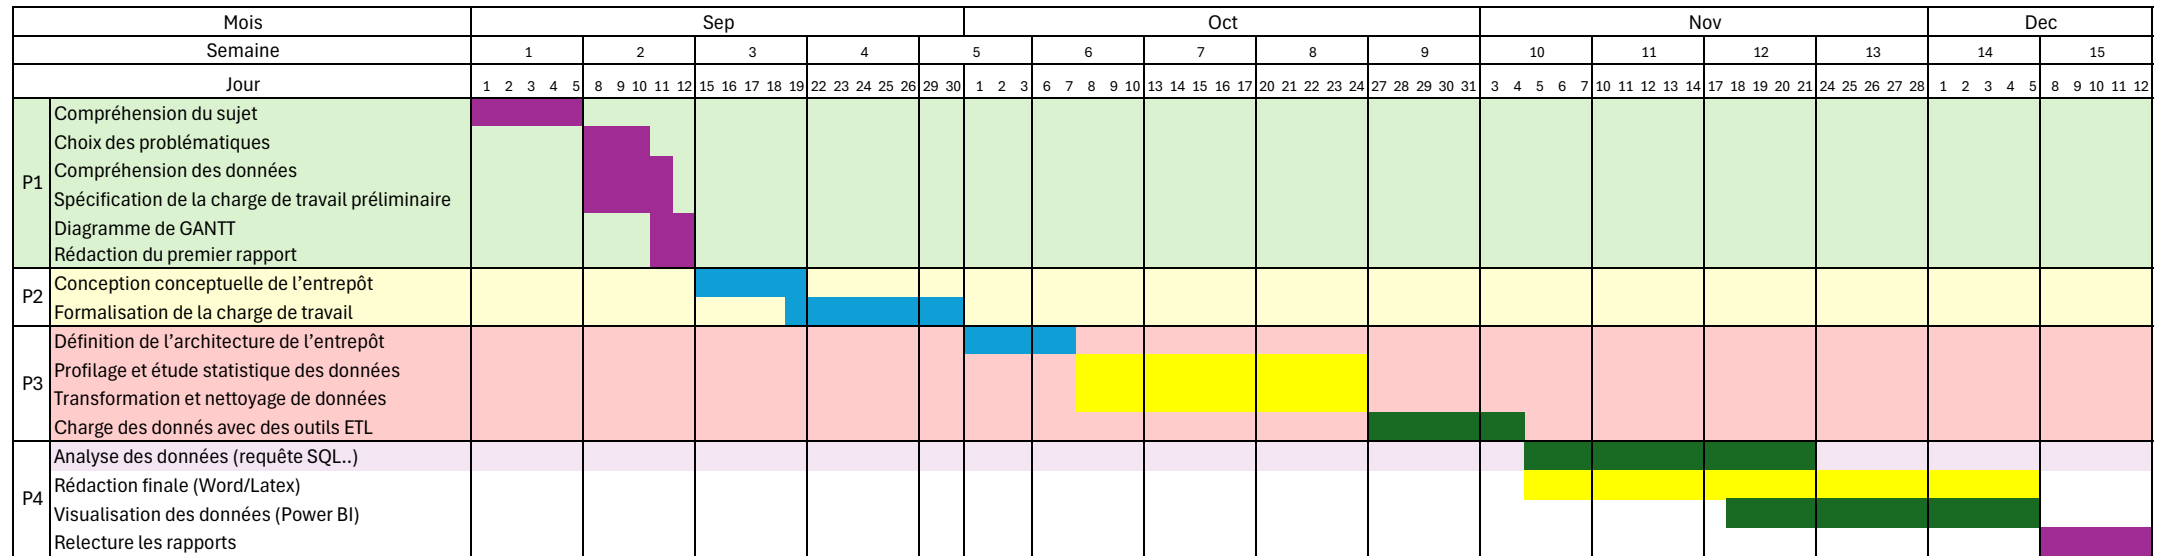 Mois Sep Oct Nov Dec
Semaine 1 2 3 4 5 6 7 8 9 10 11 12 13 14 15
Jour 1 2 3 4 5 8 9 10 11 12 15 16 17 18 19 22 23 24 25 26 29 30 1 2 3 6 7 8 9 10 13 14 15 16 17 20 21 22 23 24 27 28 29 30 31 3 4 5 6 7 10 11 12 13 14 17 18 19 20 21 24 25 26 27 28 1 2 3 4 5 8 9 10 11 12
P1
Compréhension du sujet
Choix des problématiques
Compréhension des données
Spécification de la charge de travail préliminaire
Diagramme de GANTT
Rédaction du premier rapport
P2
Conception conceptuelle de l’entrepôt
Formalisation de la charge de travail
P3
Définition de l’architecture de l’entrepôt
Profilage et étude statistique des données
Transformation et nettoyage de données
Charge des donnés avec des outils ETL
P4
Analyse des données (requête SQL..)
Rédaction finale (Word/Latex)
Visualisation des données (Power BI)
Relecture les rapports